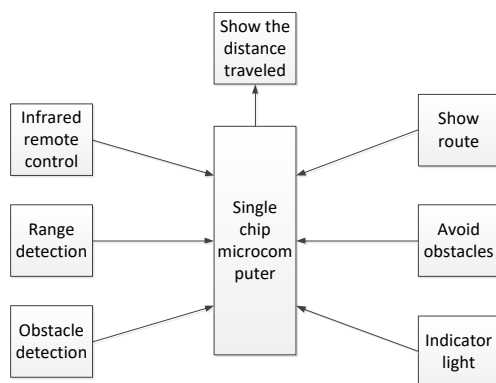 Show the
distance
traveled
Infrared
remote
control
Range
detection
Obstacle
detection
Single
chip
microcom
puter
Show
route
Avoid
obstacles
Indicator
light